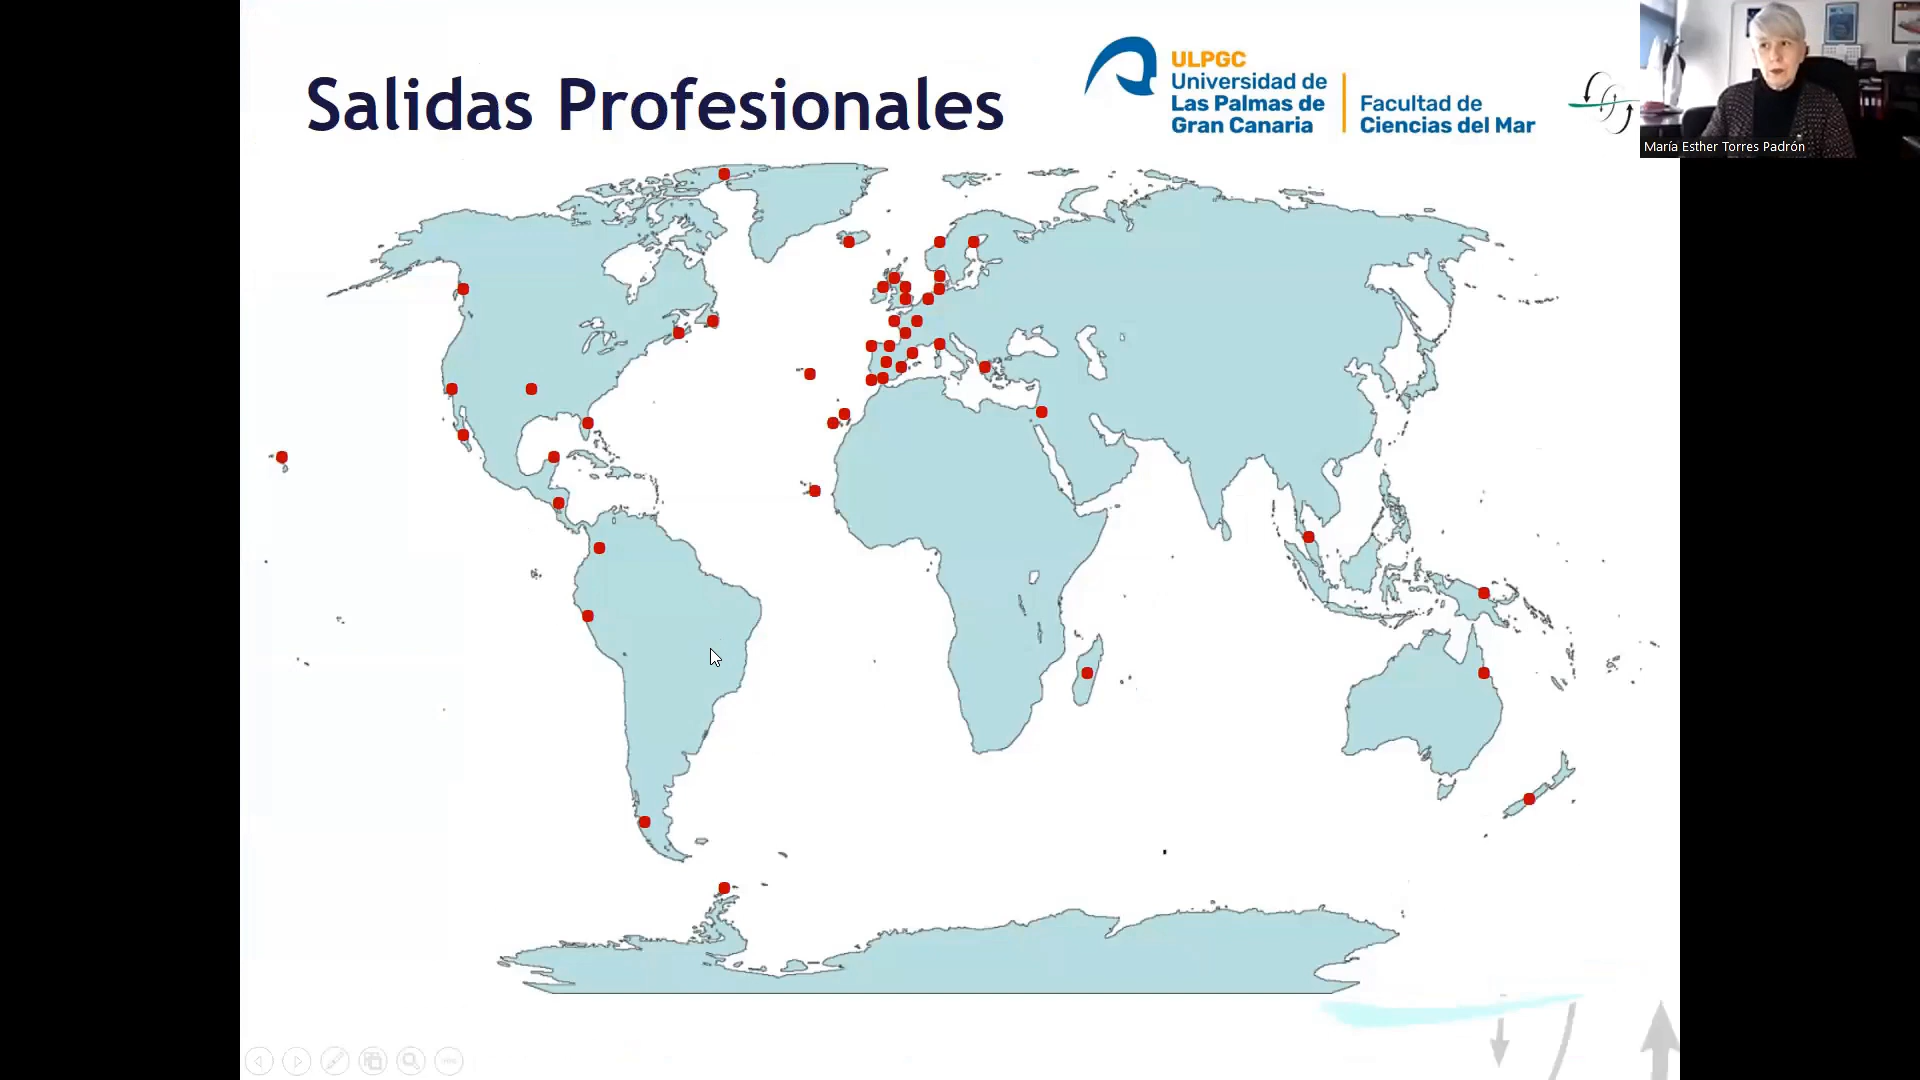 Salidas Profesionales
ULPGC
Universidad de
Las Palmas de
Gran Canaria
Facultad de
Ciencias del Mar
María Esther Torres Padrón